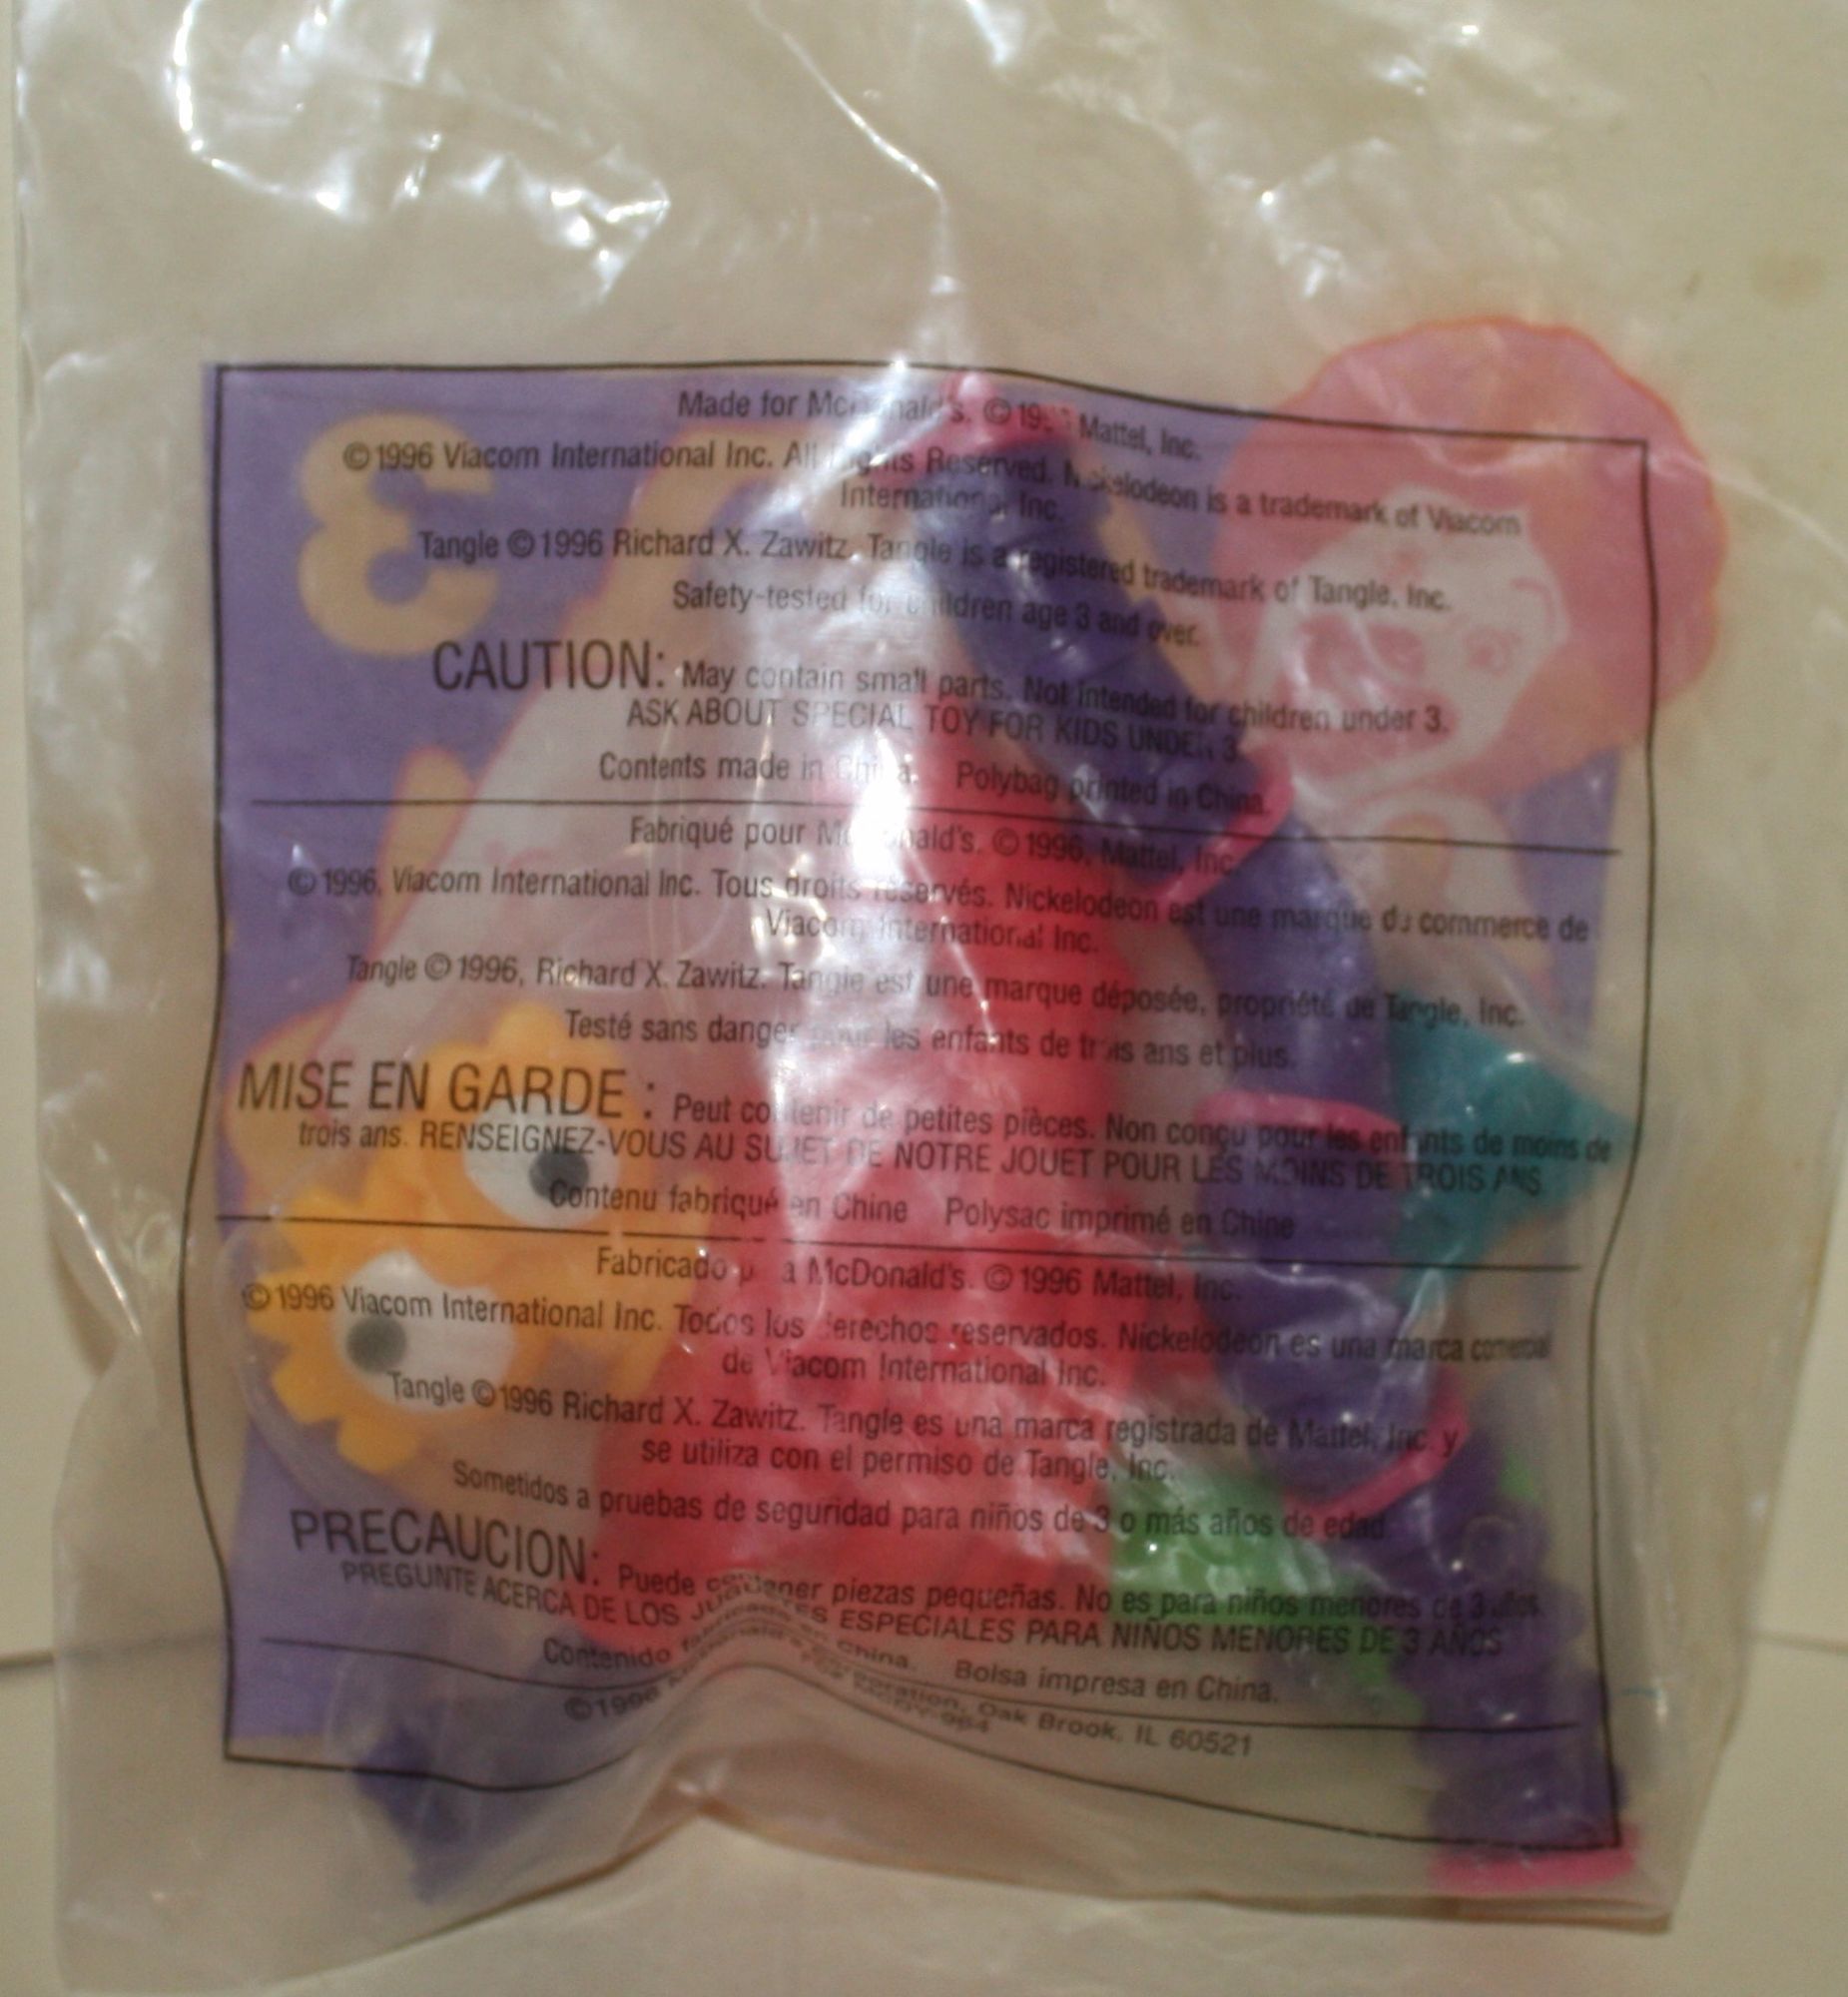 3
Made for McDonald's. © 1996 Mattel, Inc.
©1996 Viacom International Inc. All Rights Reserved. Nickelodeon is a trademark of Viacom
International Inc.
Tangle ©1996 Richard X. Zawitz. Tangle is a registered trademark of Tangle, Inc.
Safety-tested for children age 3 and over.
CAUTION: May contain small parts. Not intended for children under 3.
ASK ABOUT SPECIAL TOY FOR KIDS UNDER 3.
Contents made in China. Polybag printed in China.
Fabriqué pour McDonald's. © 1996, Mattel, Inc.
©1996, Viacom International Inc. Tous droits réservés. Nickelodeon est une marque du commerce de
Viacom International Inc.
Tangle ©1996, Richard X. Zawitz. Tangle est une marque déposée, propriété de Tangle, Inc.
Testé sans danger pour les enfants de trois ans et plus.
MISE EN GARDE : Peut contenir de petites pièces. Non conçu pour les enfants de moins de
trois ans. RENSEIGNEZ-VOUS AU SUJET DE NOTRE JOUET POUR LES MOINS DE TROIS ANS.
Contenu fabriqué en Chine Polysac imprimé en Chine
Fabricado para McDonald's. © 1996 Mattel, Inc.
©1996 Viacom International Inc. Todos los derechos reservados. Nickelodeon es una marca comercial
de Viacom International Inc.
Tangle ©1996 Richard X. Zawitz. Tangle es una marca registrada de Mattel, Inc. y
se utiliza con el permiso de Tangle, Inc.
Sometidos a pruebas de seguridad para niños de 3 o más años de edad.
PRECAUCION: Puede contener piezas pequeñas. No es para niños menores de 3 años.
PREGUNTE ACERCA DE LOS JUGUETES ESPECIALES PARA NIÑOS MENORES DE 3 AÑOS
Contenido China. Bolsa impresa en China.
©1996 Corporation, Oak Brook, IL 60521